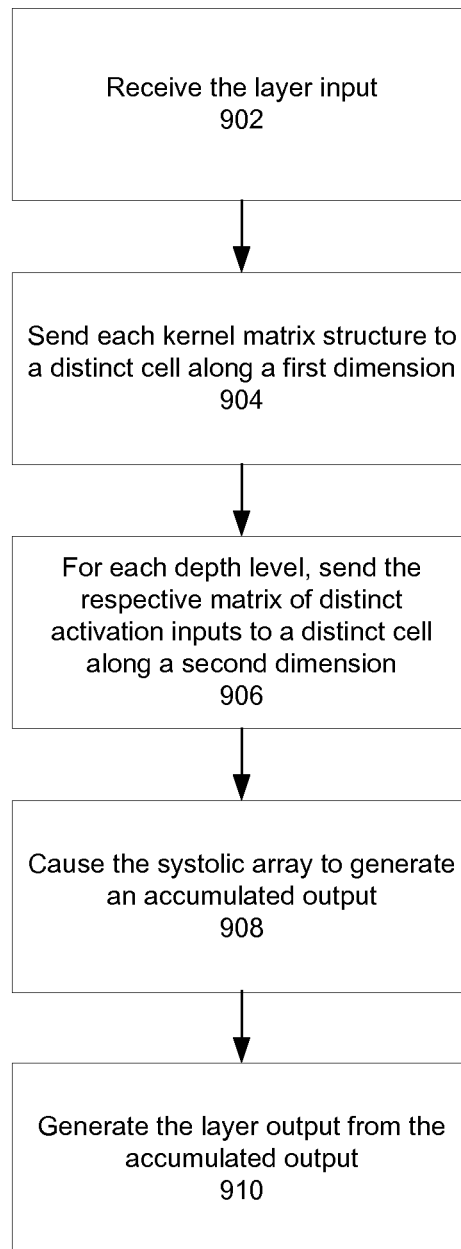 Receive the layer input
902
Send each kernel matrix structure to
a distinct cell along a first dimension
904
For each depth level, send the
respective matrix of distinct
activation inputs to a distinct cell
along a second dimension
906
Cause the systolic array to generate
an accumulated output
908
Generate the layer output from the
accumulated output
910